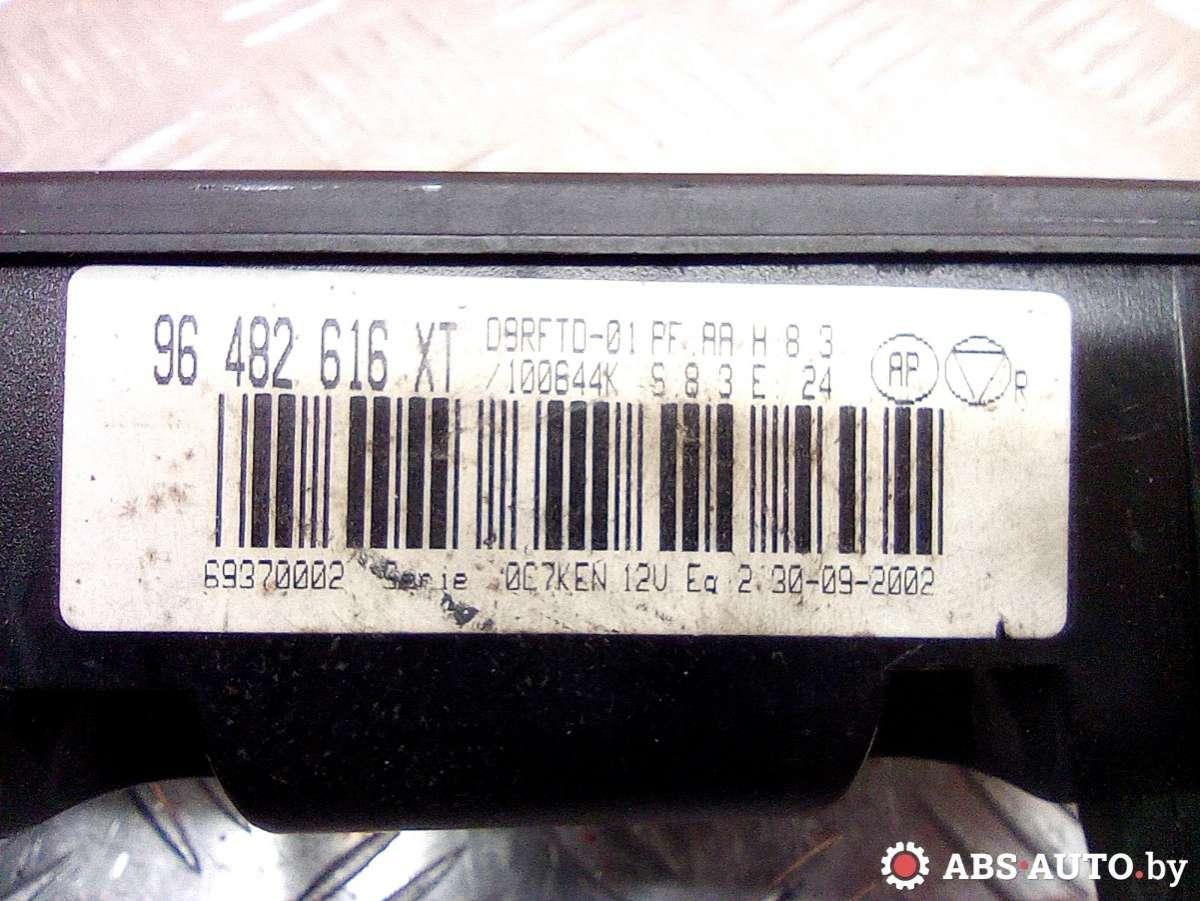 96 482 616 XT D9RFTD-01 PF.AA H 8.3
/100644K S 8.3 E 24 AP R
69370002 Serie 0C7KEN 12V Eq 2 30-09-2002
ABS-AUTO.by